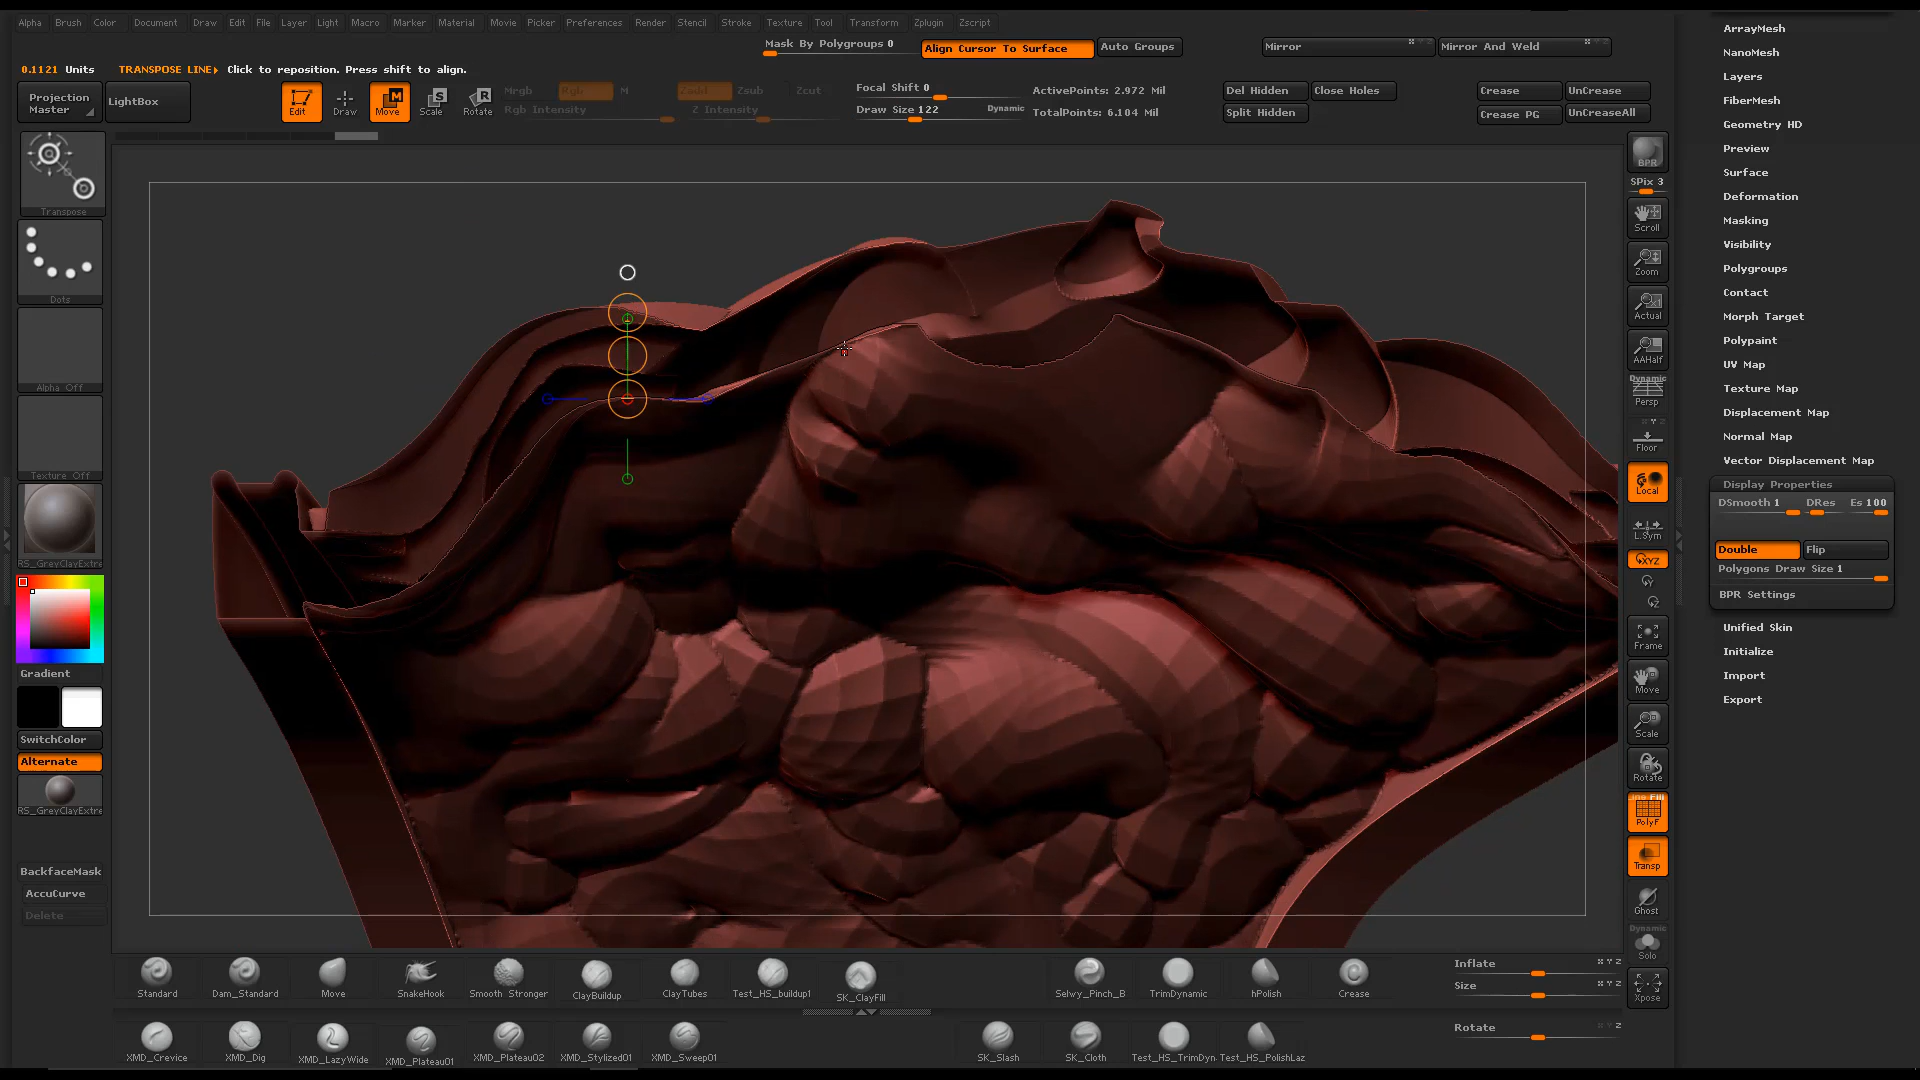 Alpha Brush Color Document Draw Edit File Layer Light Macro Marker Material Movie Picker Preferences Render Stencil Stroke Texture Tool Transform Zplugin Zscript
Mask By Polygroups 0
Align Cursor To Surface
Auto Groups
Mirror
Mirror And Weld
0.1121 Units
TRANSPOSE LINE
Click to reposition. Press shift to align.
Projection Master
LightBox
Edit
Draw
Move
Scale
Rotate
Mrgb
Rgb
M
Rgb Intensity
Zadd
Zsub
Zcut
Z Intensity
Focal Shift 0
Draw Size 122
Dynamic
ActivePoints: 2.972 Mil
TotalPoints: 6.104 Mil
Del Hidden
Close Holes
Split Hidden
Crease
UnCrease
Crease PG
UnCreaseAll
Transpose
Dots
Alpha Off
Texture Off
RS_GreyClayExtre
Gradient
SwitchColor
Alternate
RS_GreyClayExtre
BackfaceMask
AccuCurve
Delete
BPR
SPix 3
Scroll
Zoom
Actual
AAHalf
Dynamic
Persp
Floor
Local
L.Sym
XYZ
Y
Z
Frame
Move
Scale
Rotate
Line Fill
PolyF
Transp
Ghost
Dynamic
Solo
Xpose
ArrayMesh
NanoMesh
Layers
FiberMesh
Geometry HD
Preview
Surface
Deformation
Masking
Visibility
Polygroups
Contact
Morph Target
Polypaint
UV Map
Texture Map
Displacement Map
Normal Map
Vector Displacement Map
Display Properties
DSmooth 1
DRes
Es 100
Double
Flip
Polygons Draw Size 1
BPR Settings
Unified Skin
Initialize
Import
Export
Standard
Dam_Standard
Move
SnakeHook
Smooth Stronger
ClayBuildup
ClayTubes
Test_HS_buildup1
SK_ClayFill
Selwy_Pinch_B
TrimDynamic
hPolish
Crease
Inflate
X Y Z
Size
X Y Z
XMD_Crevice
XMD_Dig
XMD_LazyWide
XMD_Plateau01
XMD_Plateau02
XMD_Stylized01
XMD_Sweep01
SK_Slash
SK_Cloth
Test_HS_TrimDyn
Test_HS_PolishLaz
Rotate
X Y Z